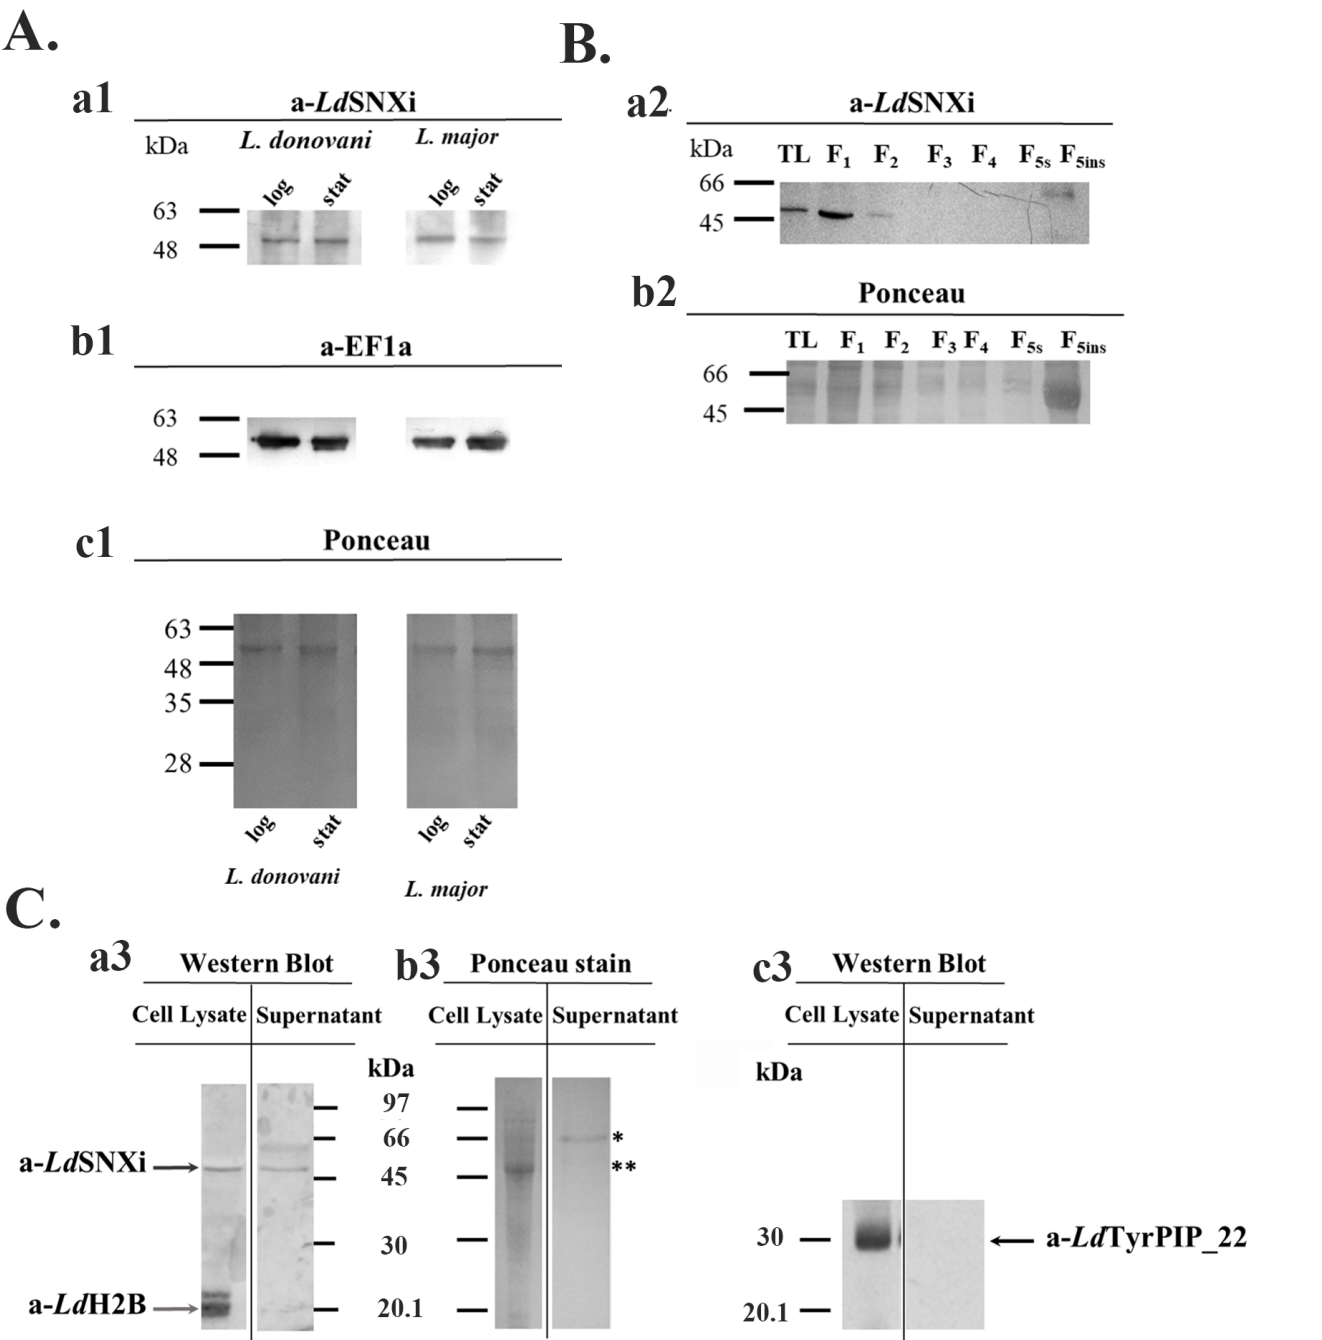 A.
a1
a-LdSNXi
kDa
L. donovani
L. major
log
stat
log
stat
63
48
b1
a-EF1a
63
48
c1
Ponceau
63
48
35
28
log
stat
log
stat
L. donovani
L. major
B.
a2
a-LdSNXi
kDa
TL F1 F2 F3 F4 F5s F5ins
66
45
b2
Ponceau
TL F1 F2 F3 F4 F5s F5ins
66
45
C.
a3
Western Blot
Cell Lysate Supernatant
a-LdSNXi
a-LdH2B
kDa
97
66
45
30
20.1
b3
Ponceau stain
Cell Lysate Supernatant
*
**
c3
Western Blot
Cell Lysate Supernatant
kDa
30
20.1
a-LdTyrPIP_22